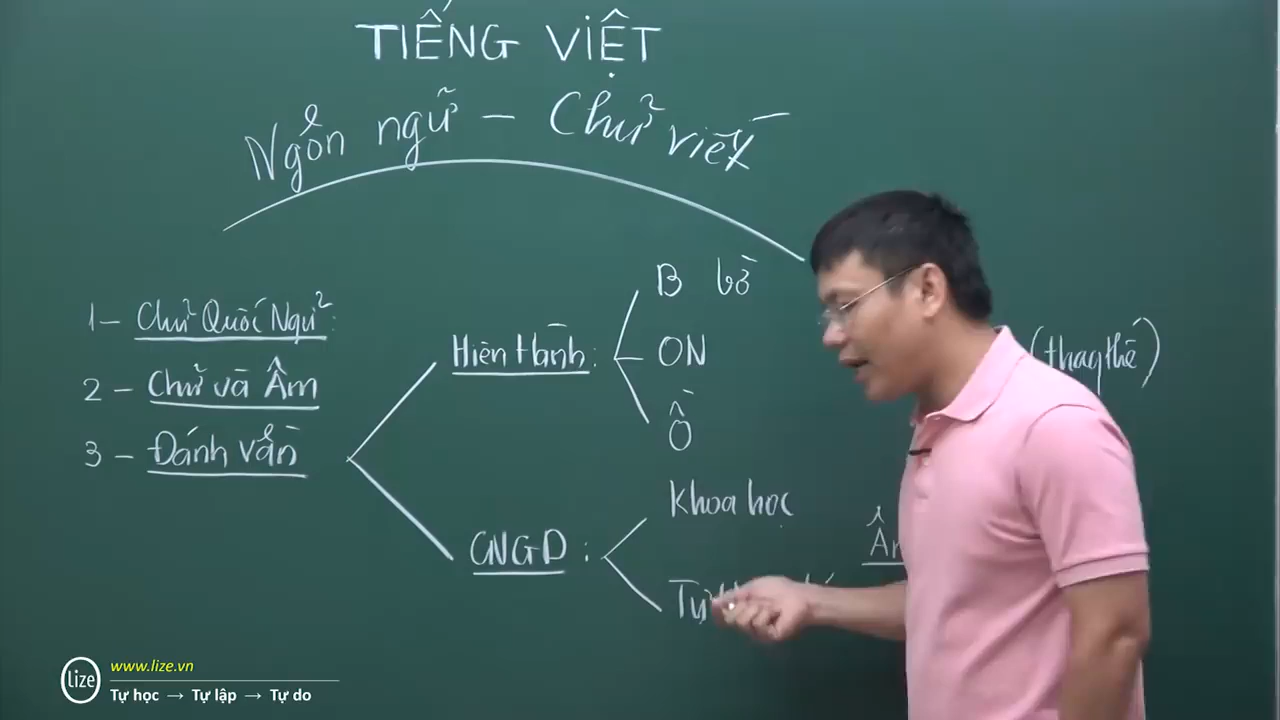 TIẾNG VIỆT
Ngôn ngữ – Chữ viết
1 – Chữ Quốc Ngữ:
2 – Chữ và Âm
3 – Đánh vần
Hiện Hành:
B bờ
ON
Ồ
(thay thế)
CNGD:
Khoa học
lize
www.lize.vn
Tự học → Tự lập → Tự do